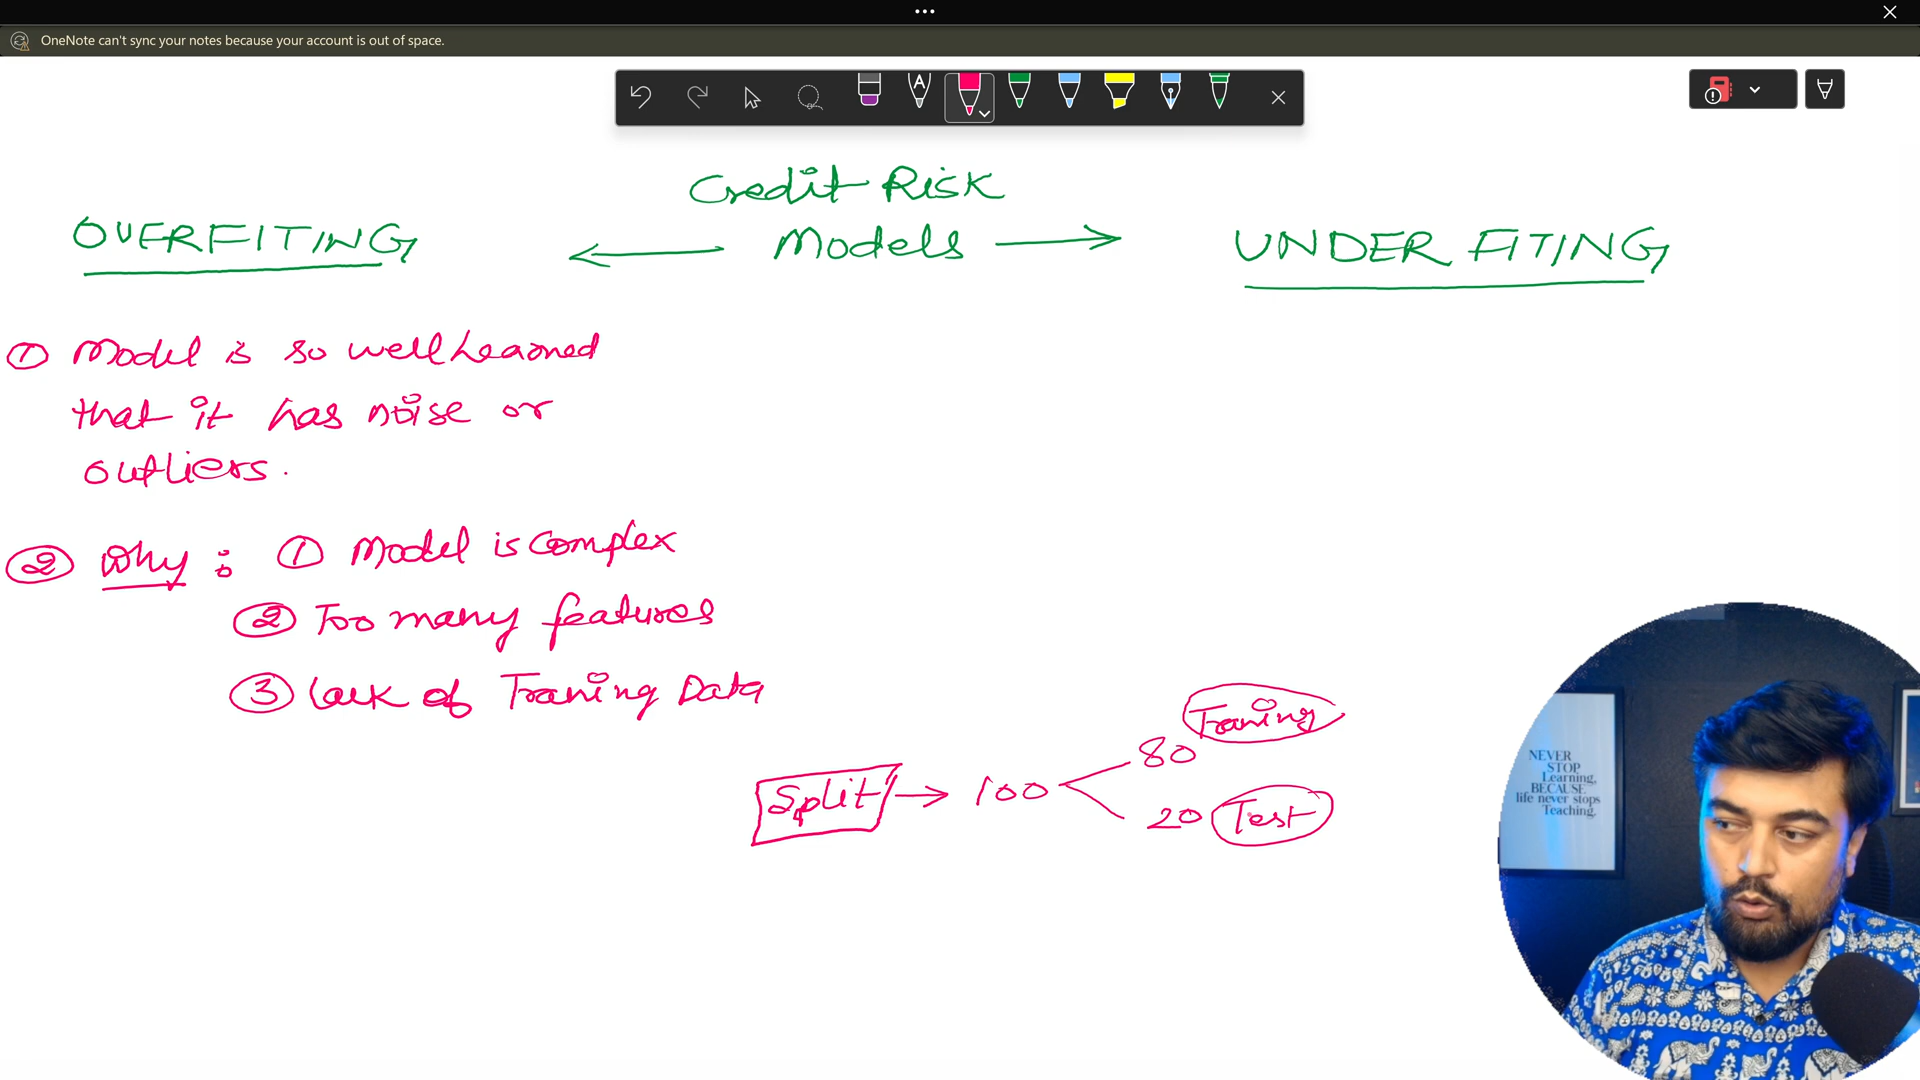 OneNote can't sync your notes because your account is out of space.
Credit Risk
OVERFITING
Models
UNDER FITING
① Model is so well Learned
that it has noise or
outliers.
② Why : ① Model is Complex
② Too many features
③ Lack of Traning Data
Split → 100
80 Traning
20 Test
NEVER
STOP
Learning,
BECAUSE
life never stops
Teaching.